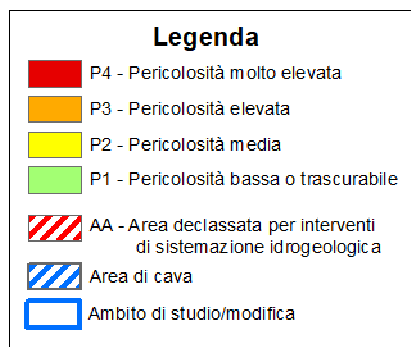 Legenda
P4 - Pericolosità molto elevata
P3 - Pericolosità elevata
P2 - Pericolosità media
P1 - Pericolosità bassa o trascurabile
AA - Area declassata per interventi
di sistemazione idrogeologica
Area di cava
Ambito di studio/modifica